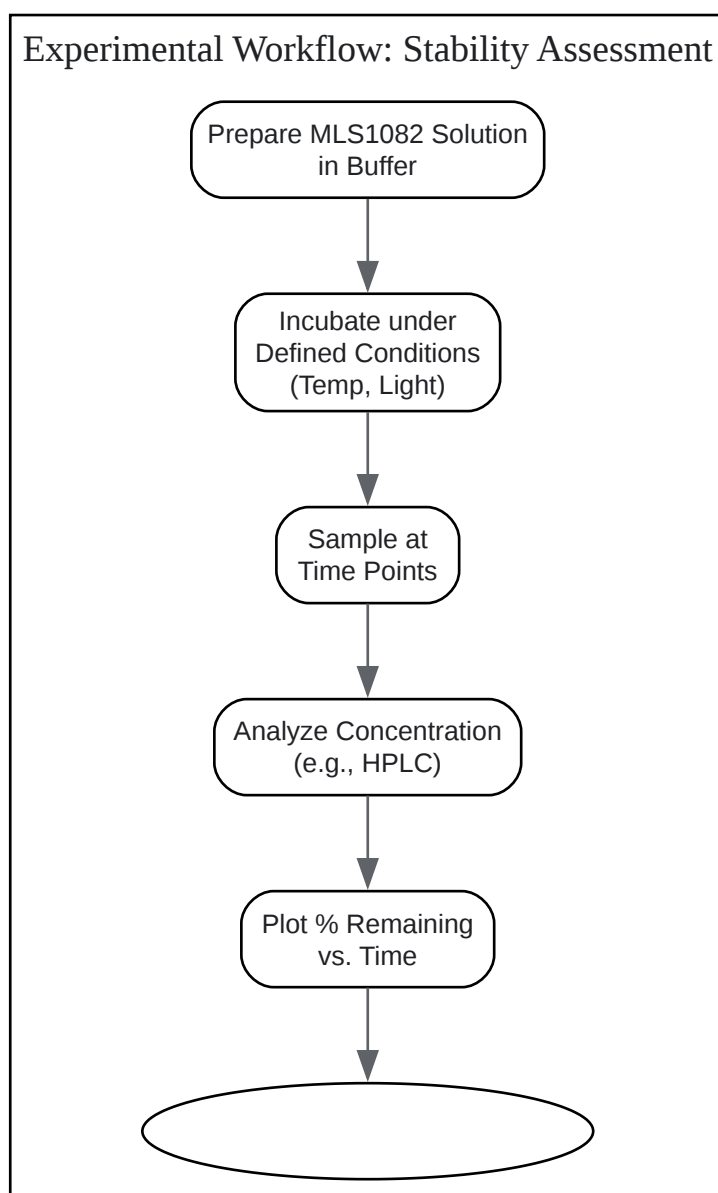 Experimental Workflow: Stability Assessment
Prepare MLS1082 Solution
in Buffer
Incubate under
Defined Conditions
(Temp, Light)
Sample at
Time Points
Analyze Concentration
(e.g., HPLC)
Plot % Remaining
vs. Time